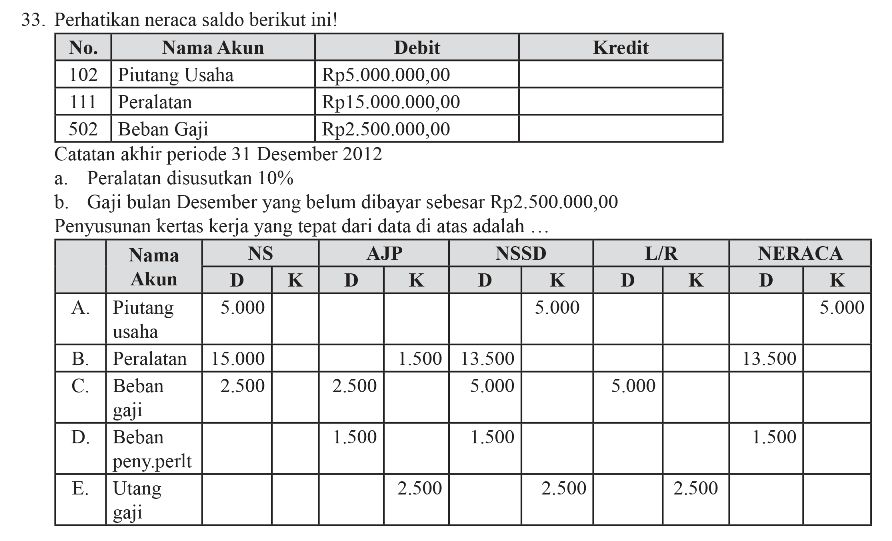 33. Perhatikan neraca saldo berikut ini!
No. Nama Akun Debit Kredit
102 Piutang Usaha Rp5.000.000,00
111 Peralatan Rp15.000.000,00
502 Beban Gaji Rp2.500.000,00
Catatan akhir periode 31 Desember 2012
a. Peralatan disusutkan 10%
b. Gaji bulan Desember yang belum dibayar sebesar Rp2.500.000,00
Penyusunan kertas kerja yang tepat dari data di atas adalah …
Nama NS AJP NSSD L/R NERACA
Akun D K D K D K D K D K
A. Piutang 5.000 5.000 5.000
usaha
B. Peralatan 15.000 1.500 13.500 13.500
C. Beban 2.500 2.500 5.000 5.000
gaji
D. Beban 1.500 1.500 1.500
peny.perlt
E. Utang 2.500 2.500 2.500
gaji